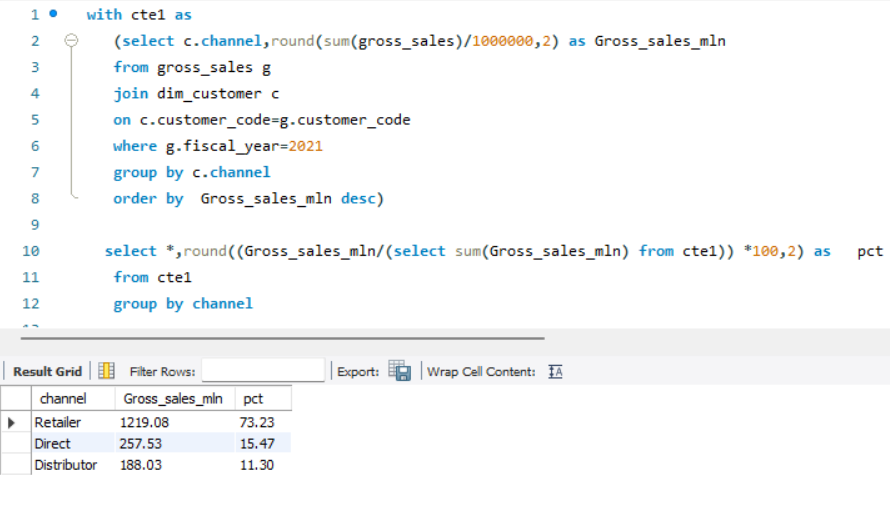 1 with cte1 as
2 (select c.channel,round(sum(gross_sales)/1000000,2) as Gross_sales_mln
3 from gross_sales g
4 join dim_customer c
5 on c.customer_code=g.customer_code
6 where g.fiscal_year=2021
7 group by c.channel
8 order by Gross_sales_mln desc)
9
10 select *,round((Gross_sales_mln/(select sum(Gross_sales_mln) from cte1)) *100,2) as pct
11 from cte1
12 group by channel
Result Grid Filter Rows: Export: Wrap Cell Content: IA
channel Gross_sales_mln pct
Retailer 1219.08 73.23
Direct 257.53 15.47
Distributor 188.03 11.30